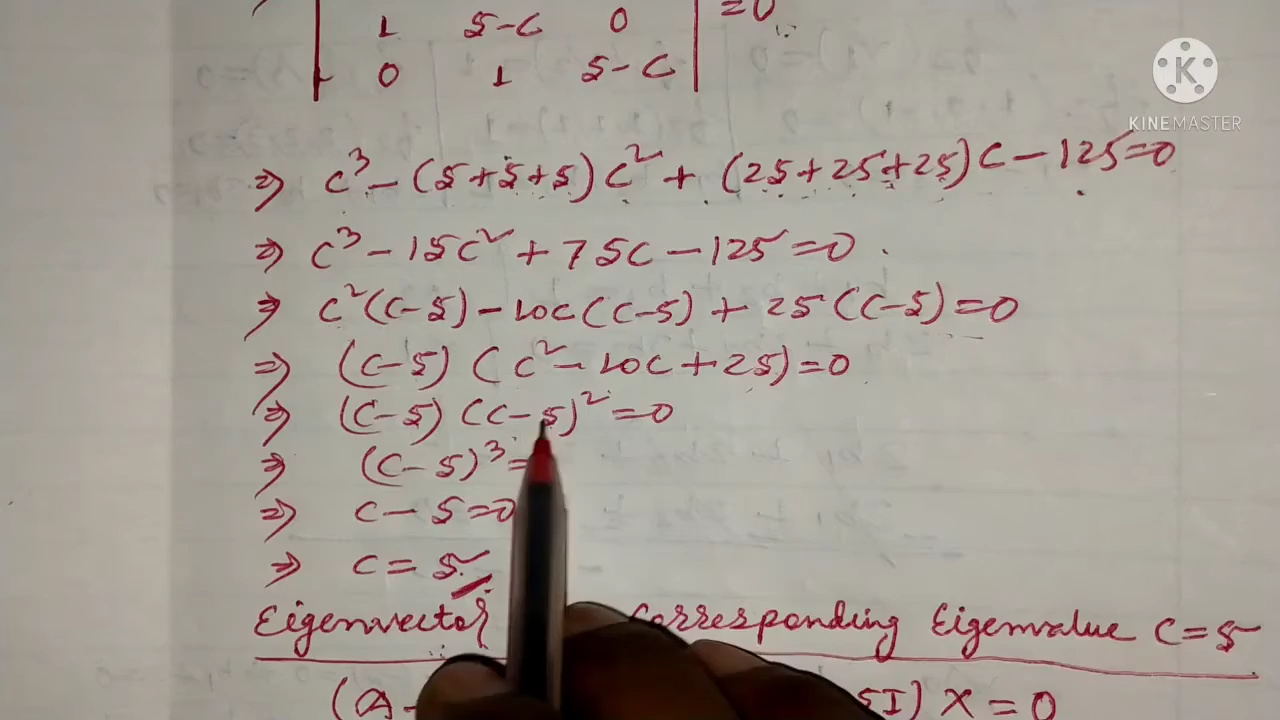 1 5-C 0 =0
0 1 5-C
K
KINEMASTER
⇒ C³ - (5+5+5)C² + (25+25+25)C - 125=0
⇒ C³ - 15C² + 75C - 125 = 0
⇒ C²(C-5) - 10C(C-5) + 25(C-5) = 0
⇒ (C-5) (C² - 10C + 25) = 0
⇒ (C-5) (C-5)² = 0
⇒ (C-5)³ =
⇒ C - 5 = 0
⇒ C = 5
Eigenvector Corresponding Eigenvalue C=5
(A- 5I) X = 0